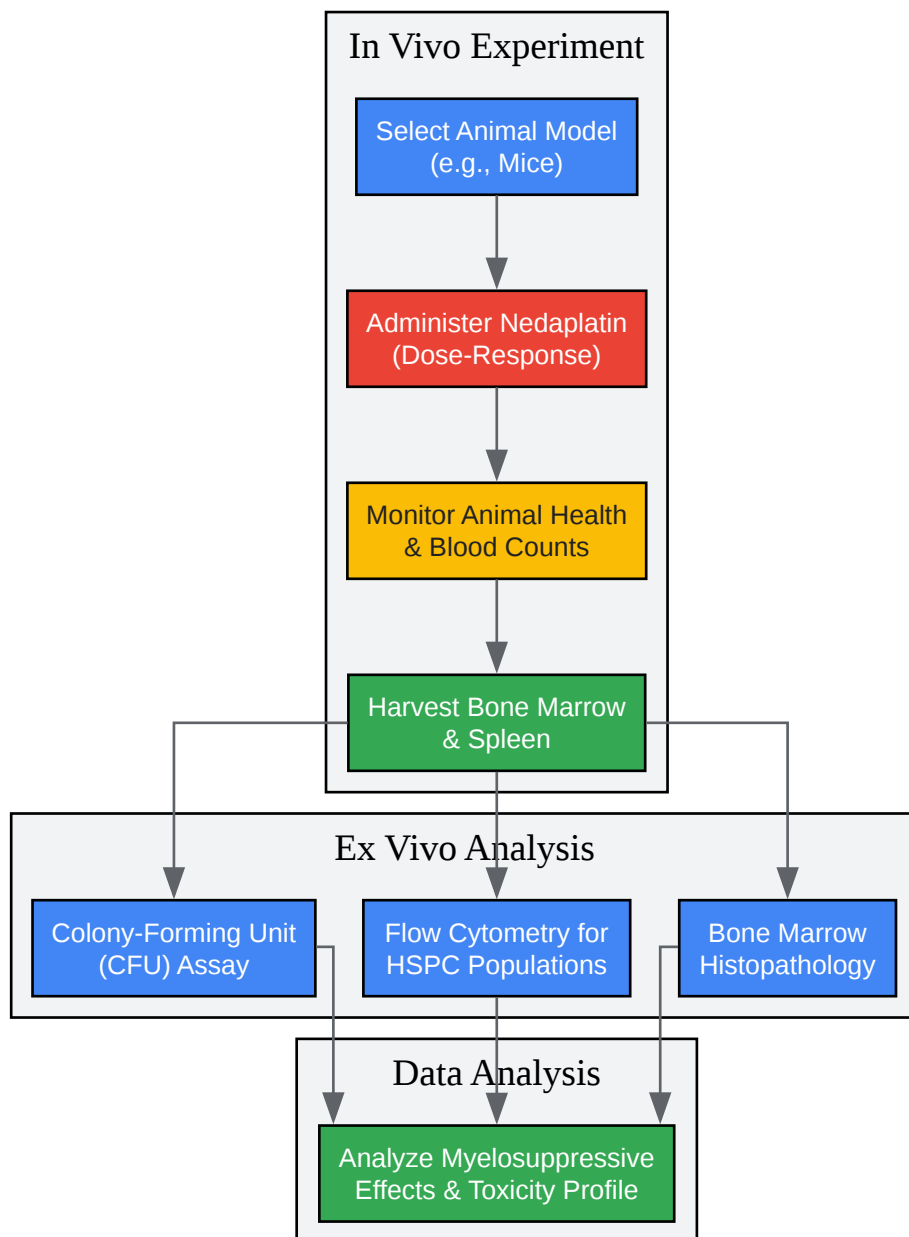 In Vivo Experiment
Select Animal Model
(e.g., Mice)
Administer Nedaplatin
(Dose-Response)
Monitor Animal Health
& Blood Counts
Harvest Bone Marrow
& Spleen
Ex Vivo Analysis
Colony-Forming Unit
(CFU) Assay
Flow Cytometry for
HSPC Populations
Bone Marrow
Histopathology
Data Analysis
Analyze Myelosuppressive
Effects & Toxicity Profile